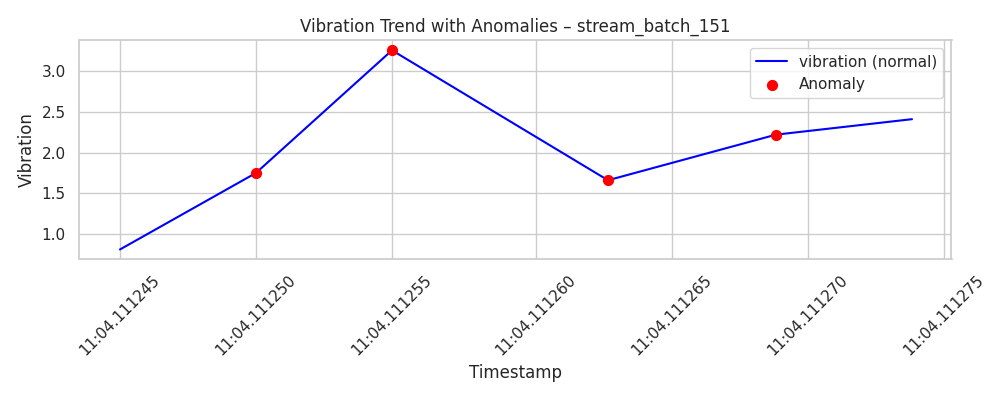 Vibration Trend with Anomalies – stream_batch_151
Vibration
3.0
2.5
2.0
1.5
1.0
vibration (normal)
Anomaly
11:04.111245
11:04.111250
11:04.111255
11:04.111260
11:04.111265
11:04.111270
11:04.111275
Timestamp